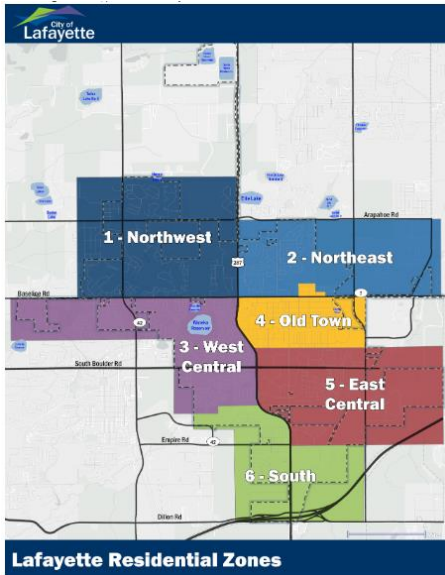 City of
Lafayette
Arapahoe Rd
1 - Northwest
2 - Northeast
287
Baseline Rd
7
42
4 - Old Town
3 - West
Central
South Boulder Rd
5 - East
Central
Empire Rd
42
6 - South
Dillon Rd
Lafayette Residential Zones